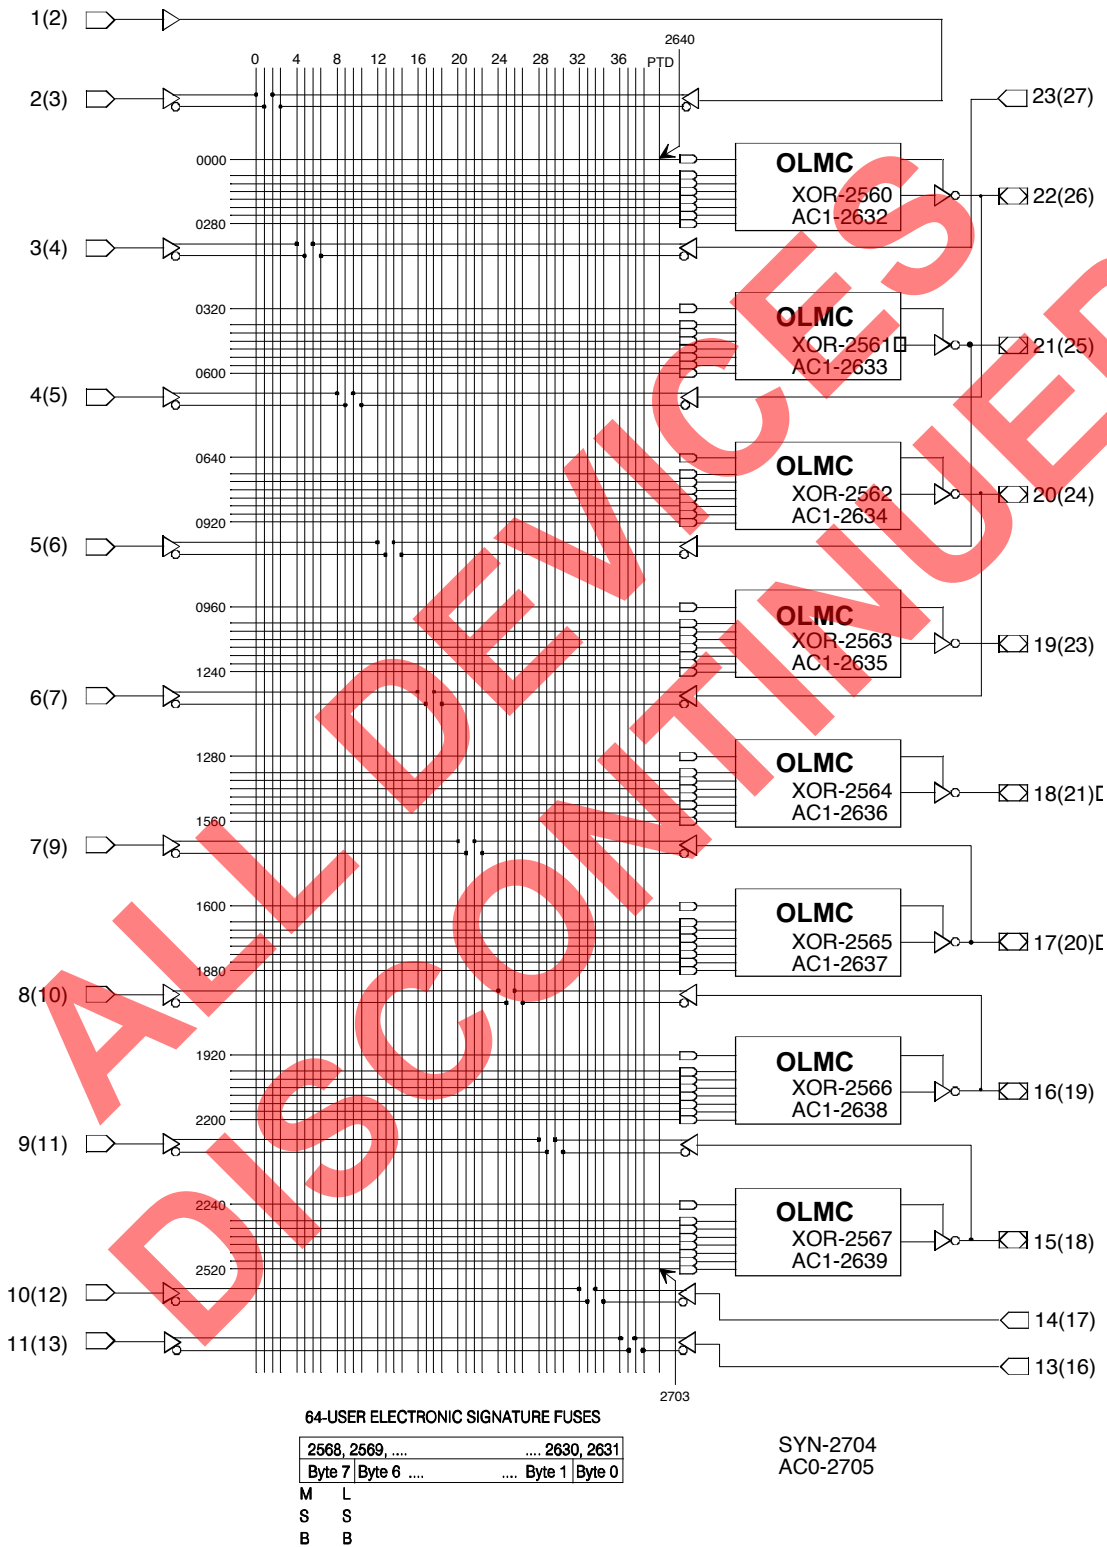 1(2)
2640
0 4 8 12 16 20 24 28 32 36 PTD
2(3)
23(27)
0000
OLMC
XOR-2560
AC1-2632
22(26)
0280
3(4)
0320
OLMC
XOR-2561
AC1-2633
21(25)
0600
4(5)
0640
OLMC
XOR-2562
AC1-2634
20(24)
0920
5(6)
0960
OLMC
XOR-2563
AC1-2635
19(23)
1240
6(7)
1280
OLMC
XOR-2564
AC1-2636
18(21)
1560
7(9)
1600
OLMC
XOR-2565
AC1-2637
17(20)
1880
8(10)
1920
OLMC
XOR-2566
AC1-2638
16(19)
2200
9(11)
2240
OLMC
XOR-2567
AC1-2639
15(18)
2520
10(12)
14(17)
11(13)
13(16)
2703
64-USER ELECTRONIC SIGNATURE FUSES
2568, 2569, .... .... 2630, 2631
Byte 7 Byte 6 .... .... Byte 1 Byte 0
M L
S S
B B
SYN-2704
AC0-2705
ALL DEVICES
DISCONTINUED